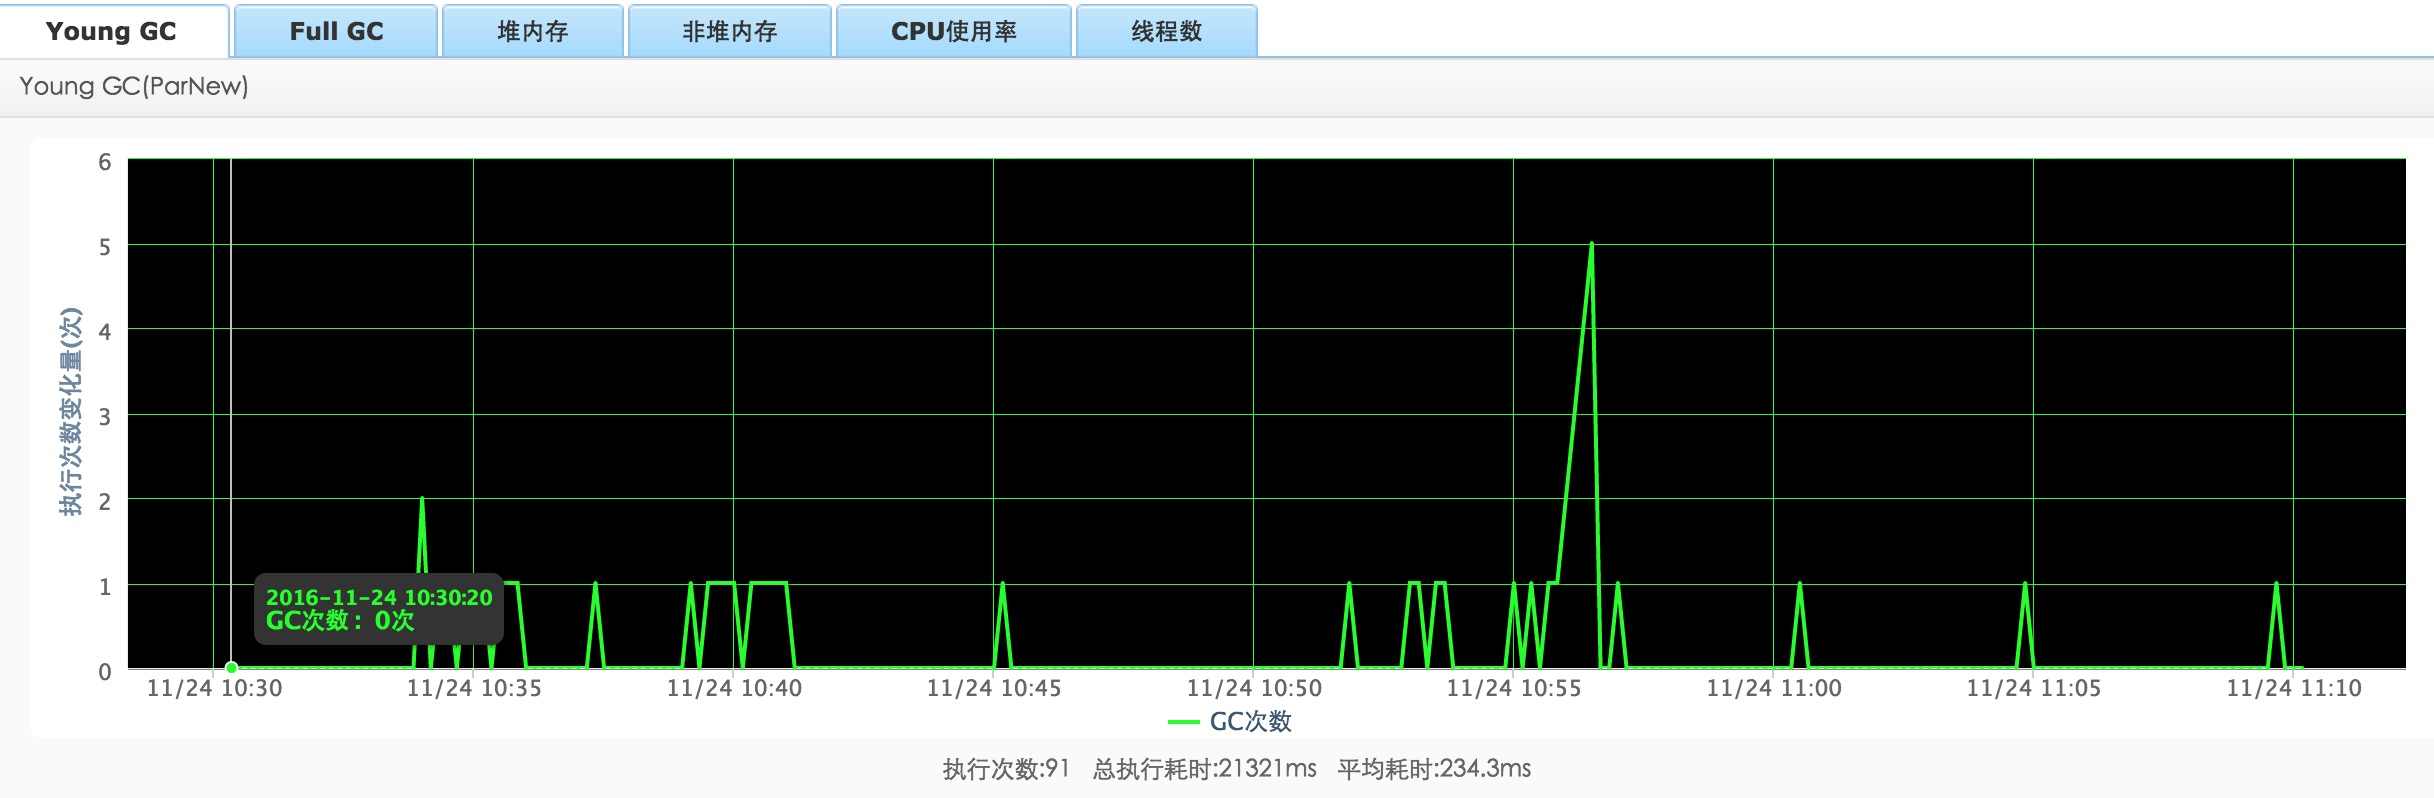 Young GC Full GC 堆内存 非堆内存 CPU使用率 线程数
Young GC(ParNew)
6
5
4
3
2
1
0
执行次数变化量(次)
2016-11-24 10:30:20
GC次数： 0次
11/24 10:30 11/24 10:35 11/24 10:40 11/24 10:45 11/24 10:50 11/24 10:55 11/24 11:00 11/24 11:05 11/24 11:10
GC次数
执行次数:91 总执行耗时:21321ms 平均耗时:234.3ms